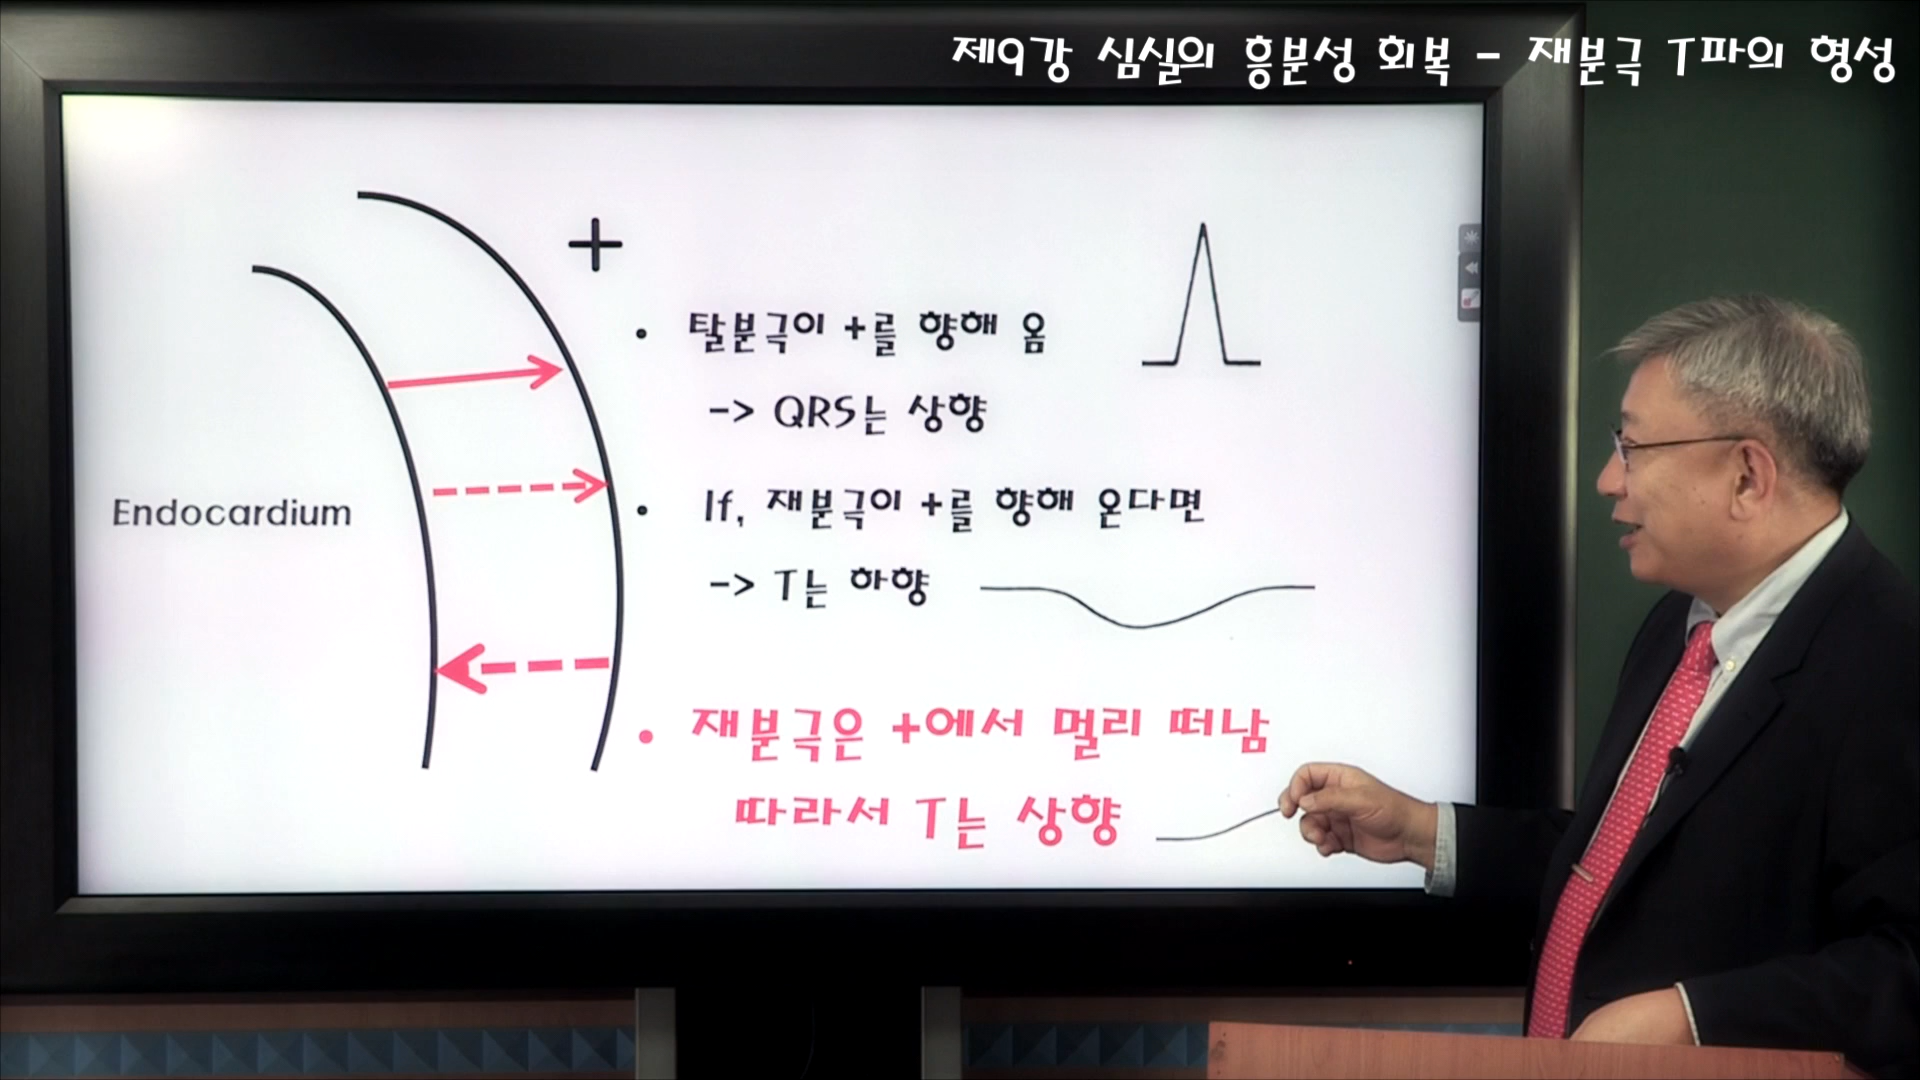 제9강 심실의 흥분성 회복 - 재분극 T파의 형성
+
• 탈분극이 +를 향해 옴
-> QRS는 상향
Endocardium
• If, 재분극이 +를 향해 온다면
-> T는 하향
• 재분극은 +에서 멀리 떠남
따라서 T는 상향